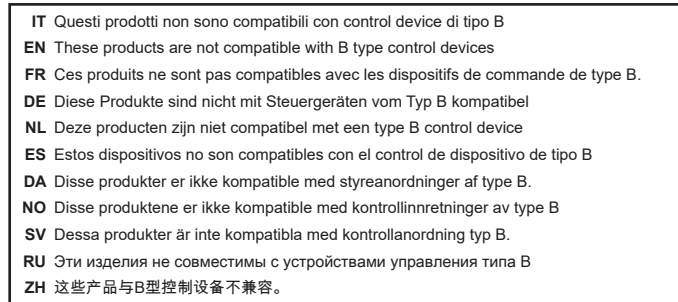 IT Questi prodotti non sono compatibili con control device di tipo B
EN These products are not compatible with B type control devices
FR Ces produits ne sont pas compatibles avec les dispositifs de commande de type B.
DE Diese Produkte sind nicht mit Steuergeräten vom Typ B kompatibel
NL Deze producten zijn niet compatibel met een type B control device
ES Estos dispositivos no son compatibles con el control de dispositivo de tipo B
DA Disse produkter er ikke kompatible med styreanordninger af type B.
NO Disse produktene er ikke kompatible med kontrollinnretninger av type B
SV Dessa produkter är inte kompatibla med kontrollanordning typ B.
RU Эти изделия не совместимы с устройствами управления типа B
ZH 这些产品与B型控制设备不兼容。